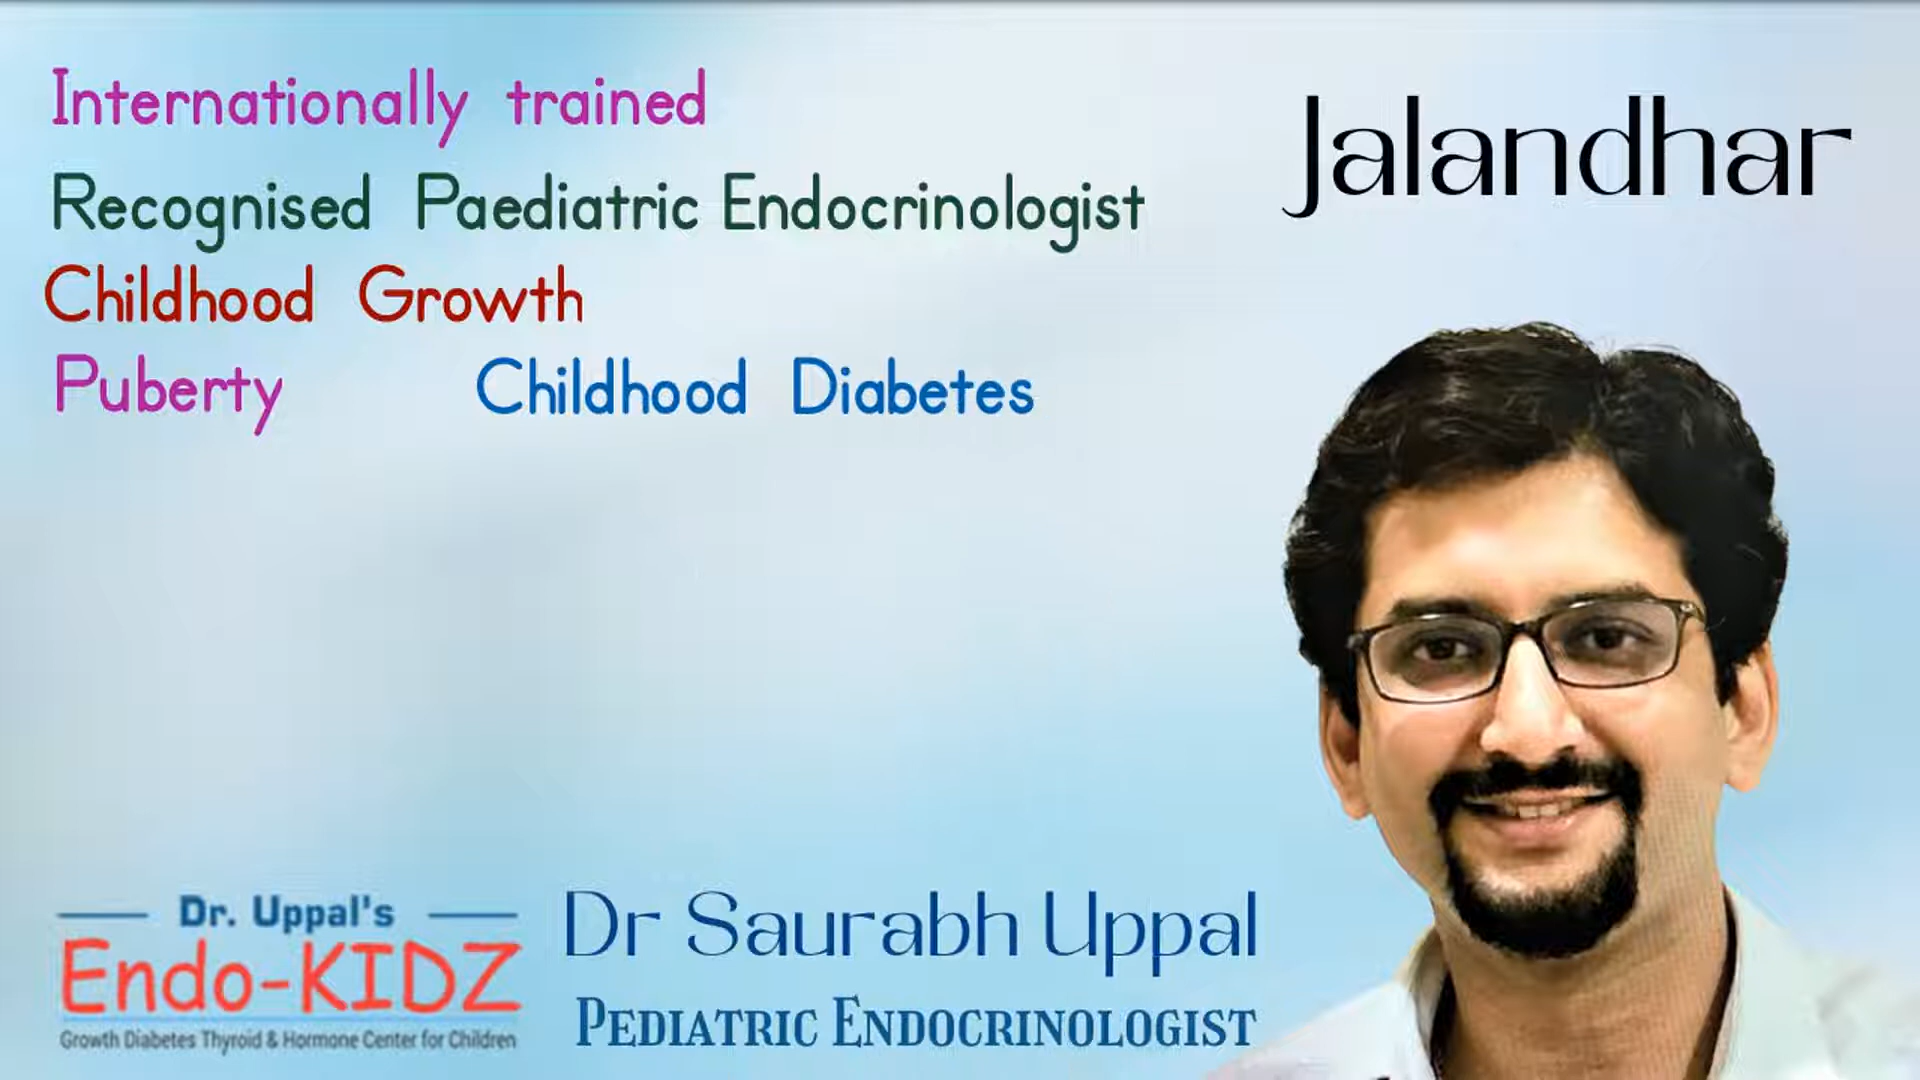 Internationally trained
Recognised Paediatric Endocrinologist
Childhood Growth
Puberty Childhood Diabetes
Jalandhar
Dr. Uppal's
Endo-KIDZ
Growth Diabetes Thyroid & Hormone Center for Children
Dr Saurabh Uppal
PEDIATRIC ENDOCRINOLOGIST